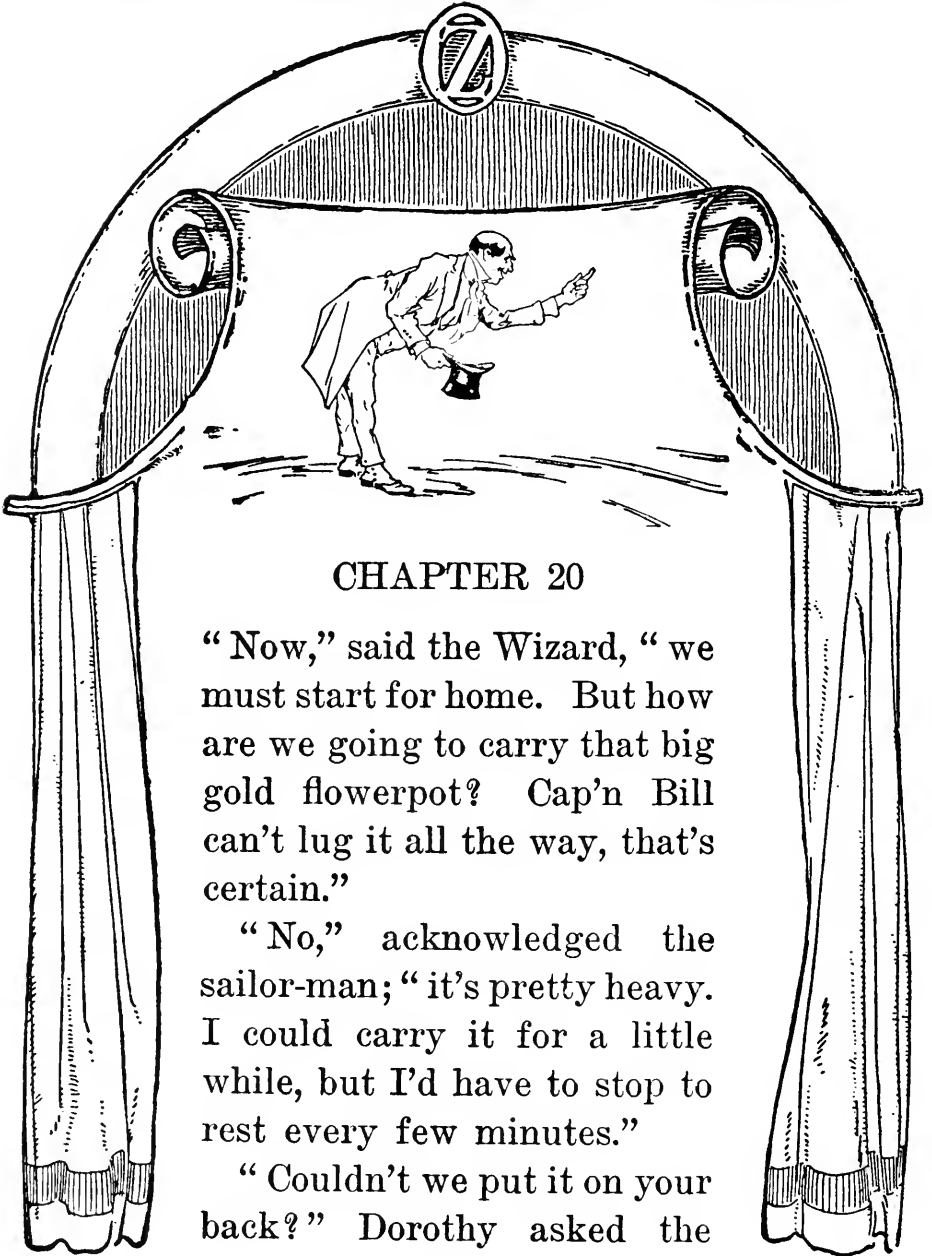 OZ
CHAPTER 20
“ Now,” said the Wizard, “ we
must start for home. But how
are we going to carry that big
gold flowerpot? Cap'n Bill
can't lug it all the way, that's
certain.”
“ No,” acknowledged the
sailor-man; “ it's pretty heavy.
I could carry it for a little
while, but I'd have to stop to
rest every few minutes.”
“ Couldn't we put it on your
back? ” Dorothy asked the